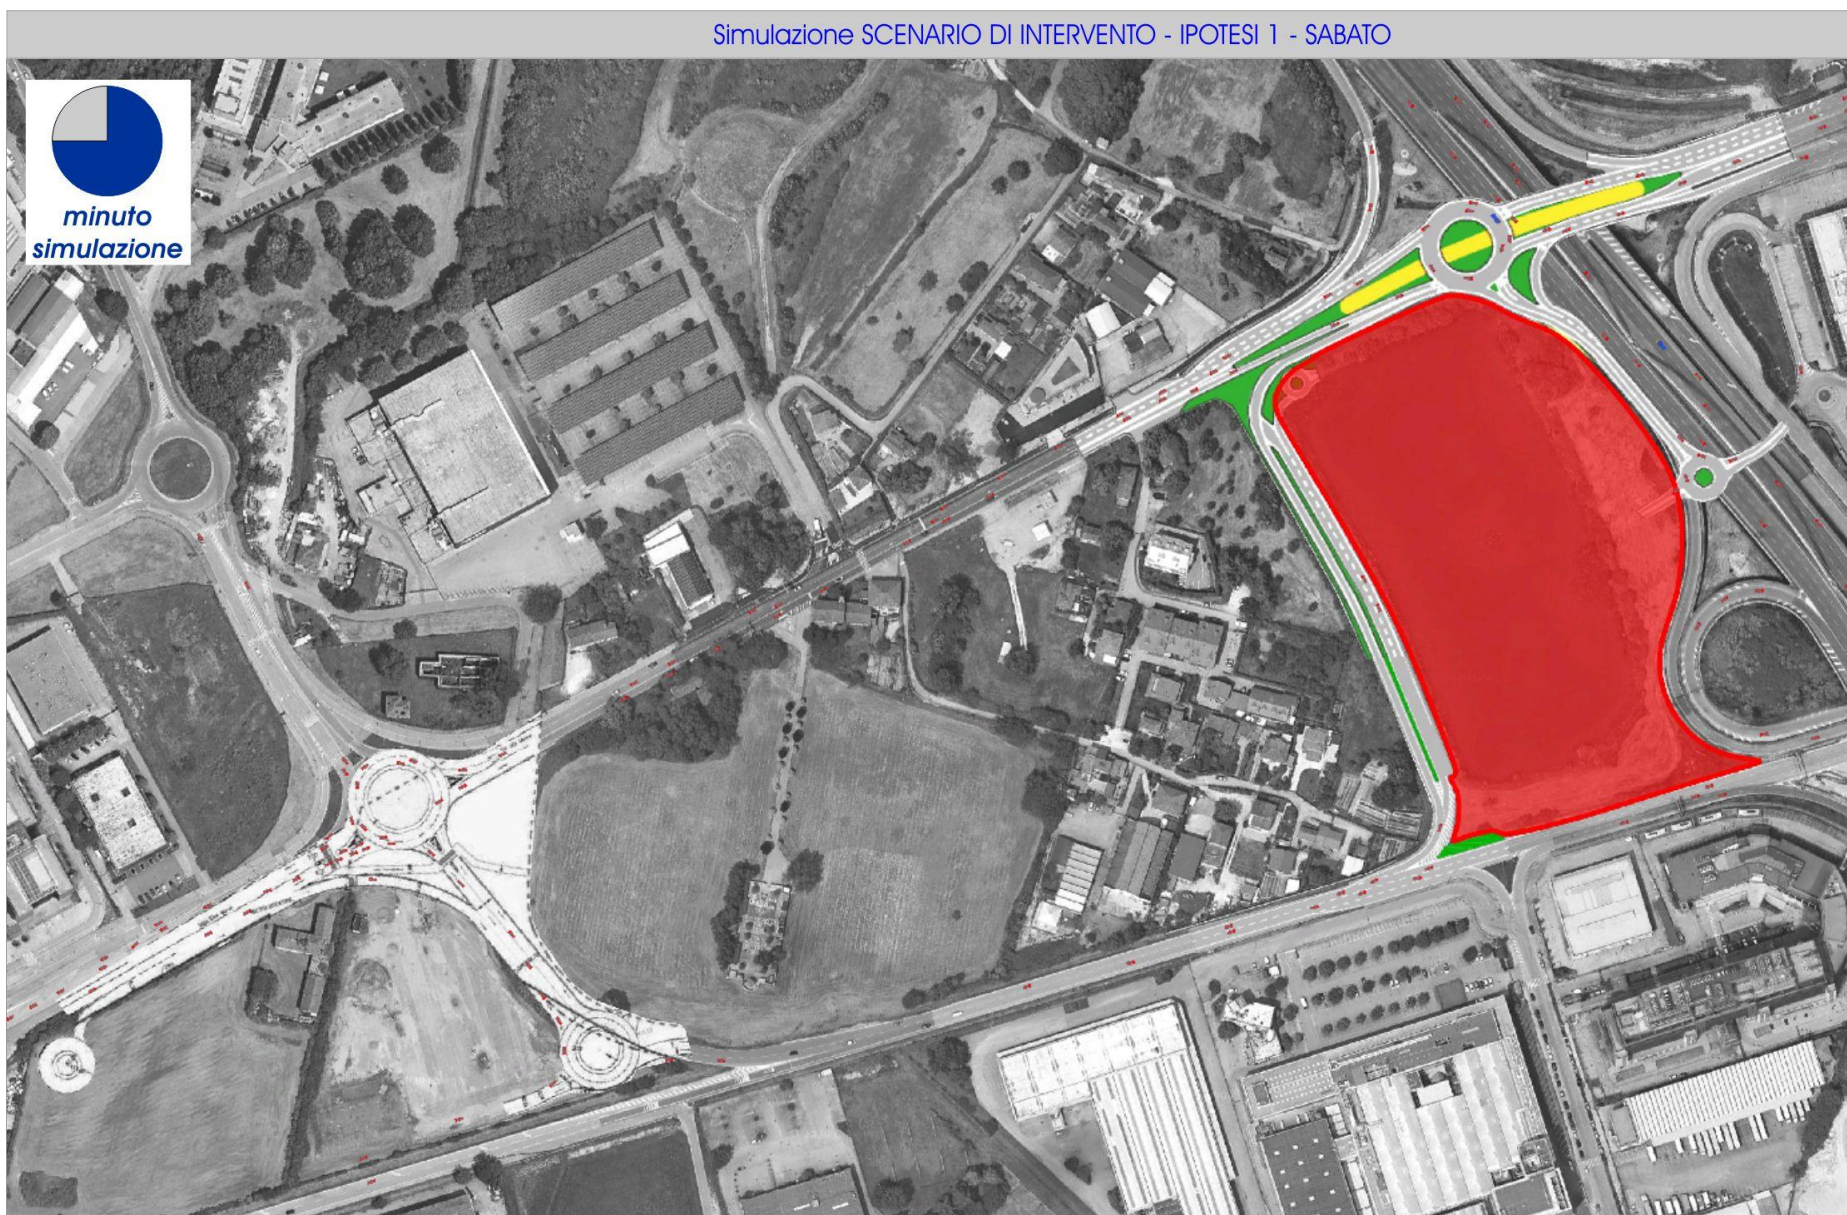 Simulazione SCENARIO DI INTERVENTO - IPOTESI 1 - SABATO
minuto
simulazione